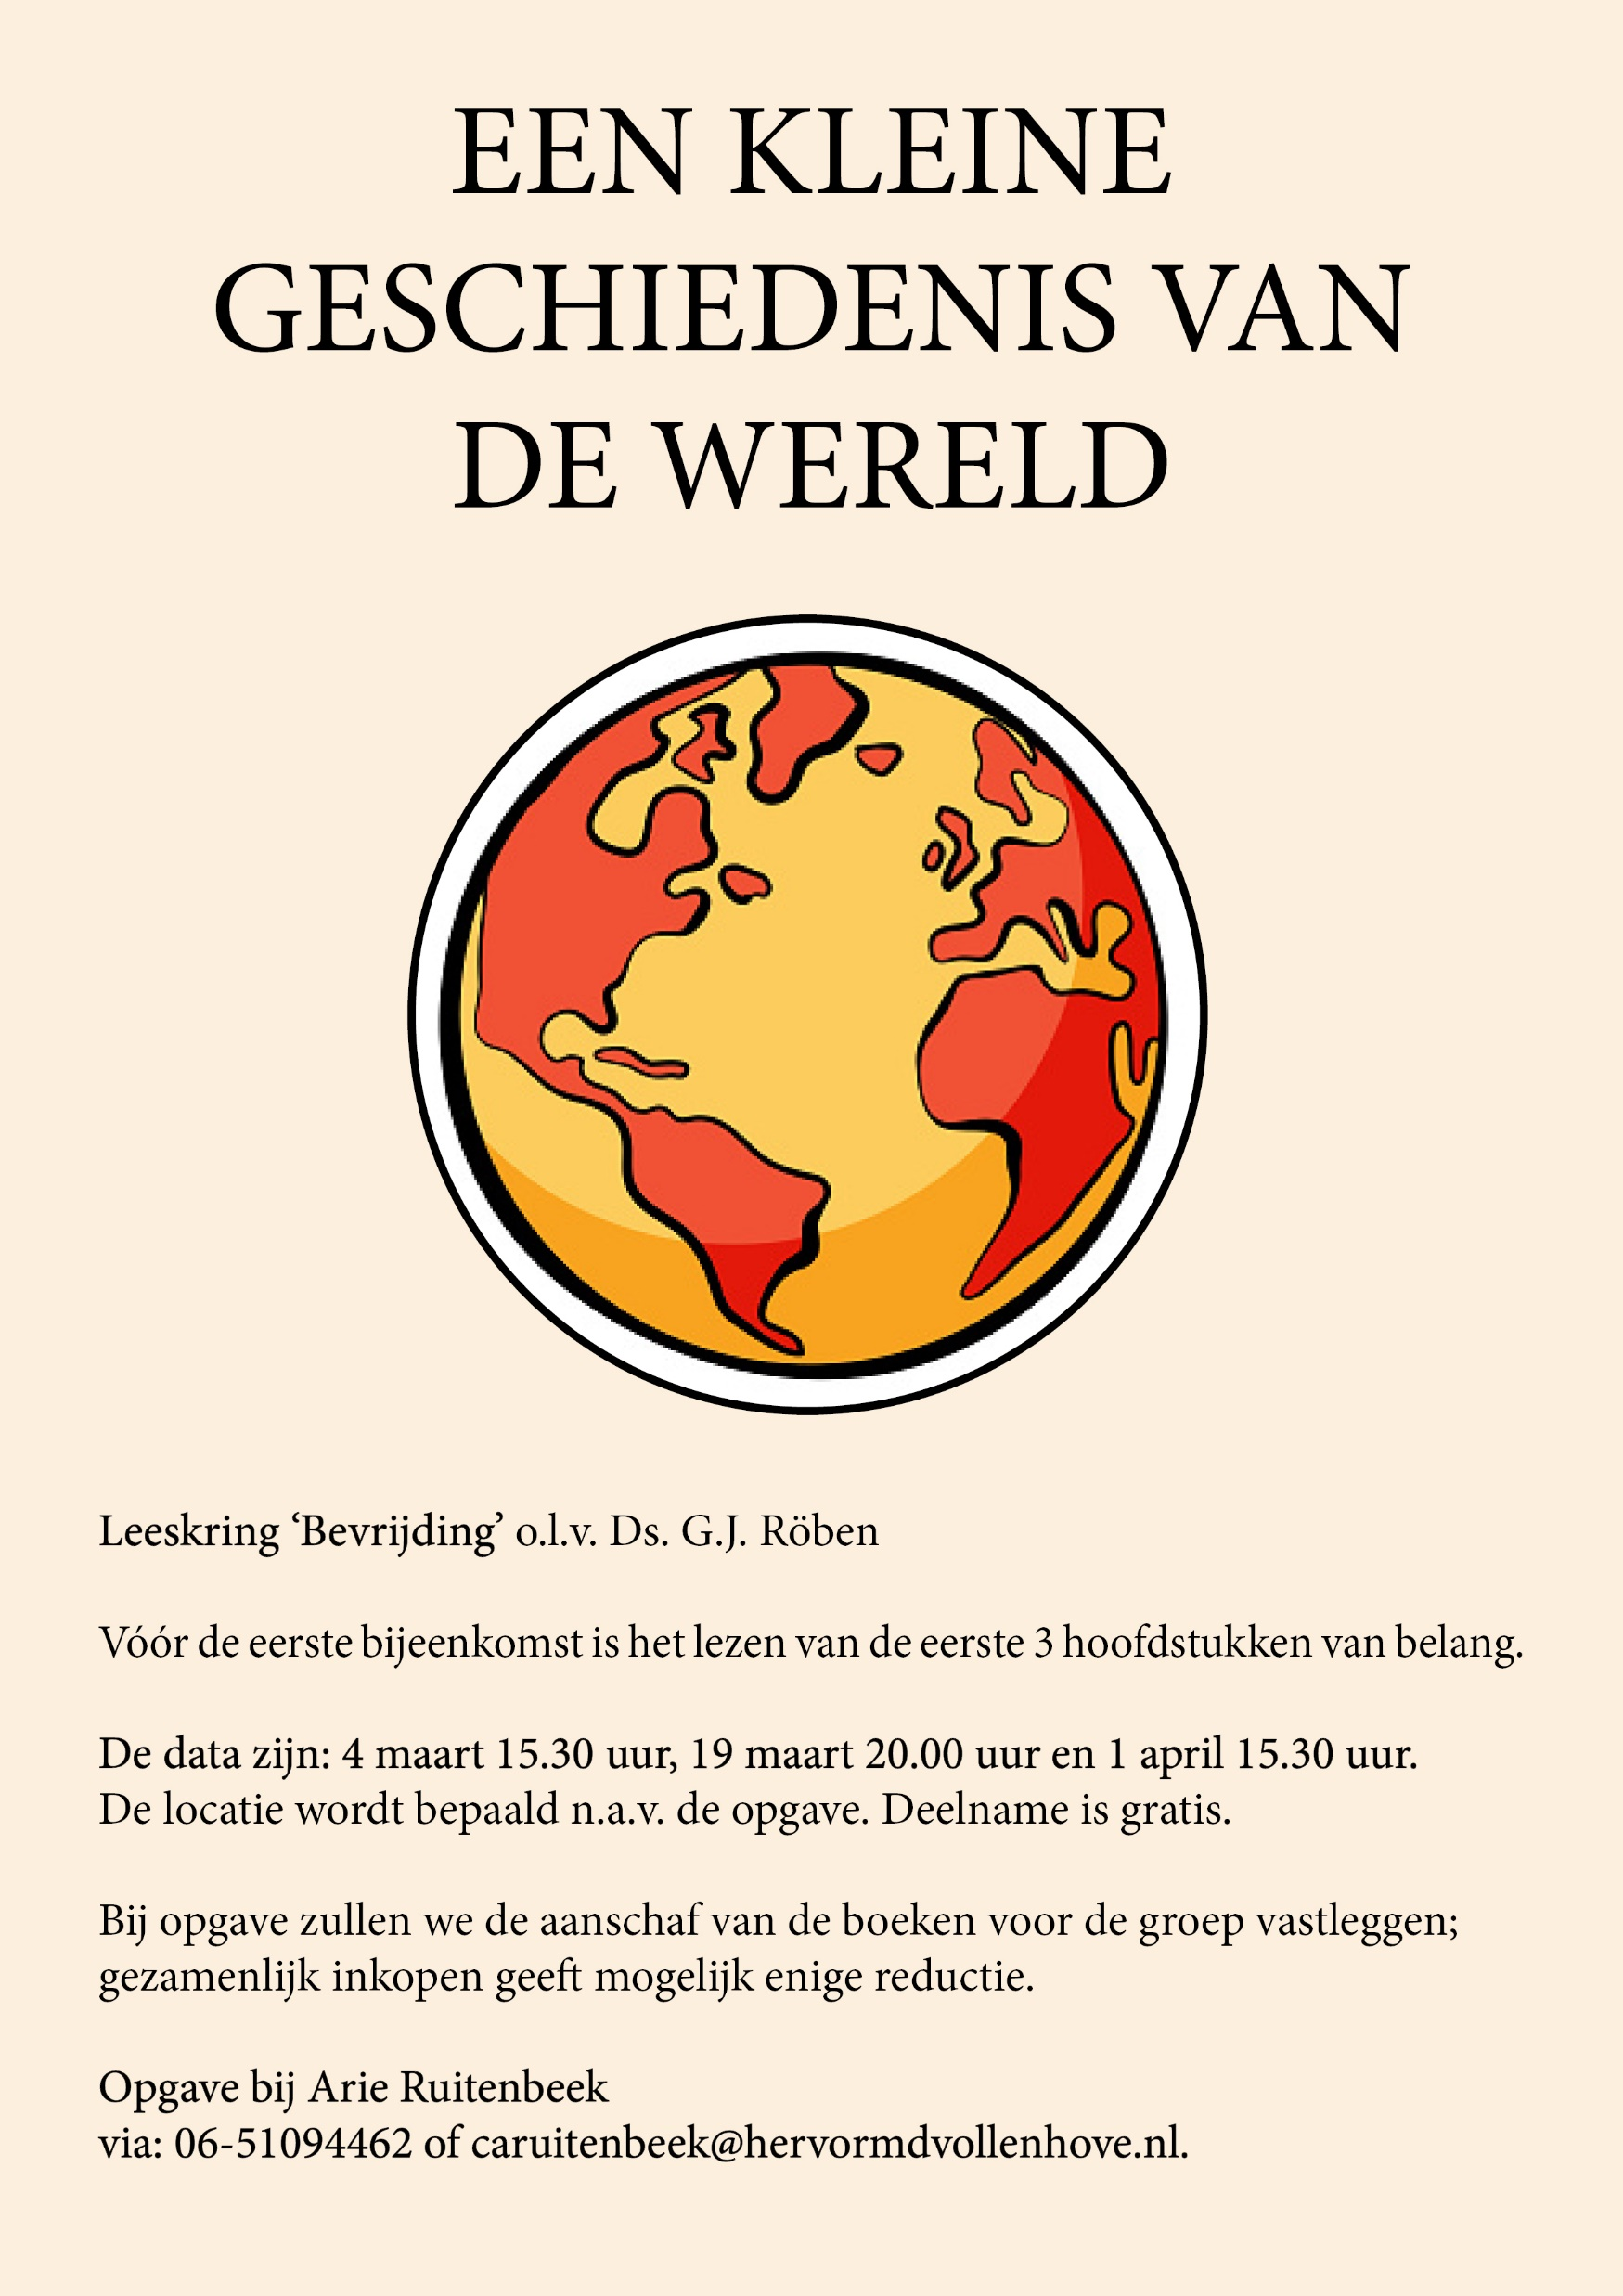 EEN KLEINE
GESCHIEDENIS VAN
DE WERELD
Leeskring ‘Bevrijding’ o.l.v. Ds. G.J. Röben
Vóór de eerste bijeenkomst is het lezen van de eerste 3 hoofdstukken van belang.
De data zijn: 4 maart 15.30 uur, 19 maart 20.00 uur en 1 april 15.30 uur.
De locatie wordt bepaald n.a.v. de opgave. Deelname is gratis.
Bij opgave zullen we de aanschaf van de boeken voor de groep vastleggen;
gezamenlijk inkopen geeft mogelijk enige reductie.
Opgave bij Arie Ruitenbeek
via: 06-51094462 of caruitenbeek@hervormdvollenhove.nl.